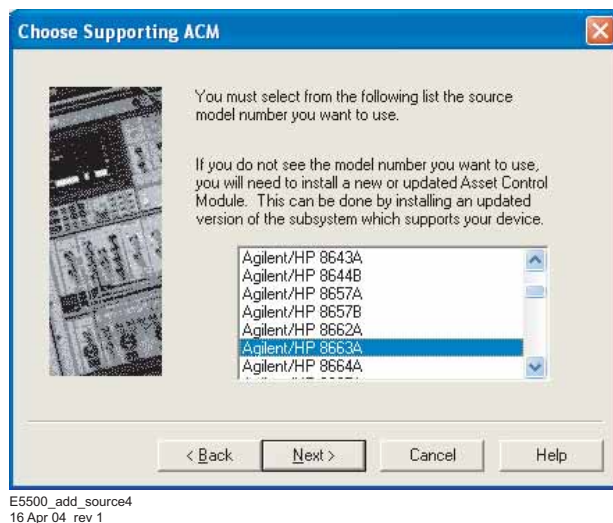 Choose Supporting ACM
You must select from the following list the source
model number you want to use.
If you do not see the model number you want to use,
you will need to install a new or updated Asset Control
Module. This can be done by installing an updated
version of the subsystem which supports your device.
Agilent/HP 8643A
Agilent/HP 8644B
Agilent/HP 8657A
Agilent/HP 8657B
Agilent/HP 8662A
Agilent/HP 8663A
Agilent/HP 8664A
< Back
Next >
Cancel
Help
E5500_add_source4
16 Apr 04 rev 1